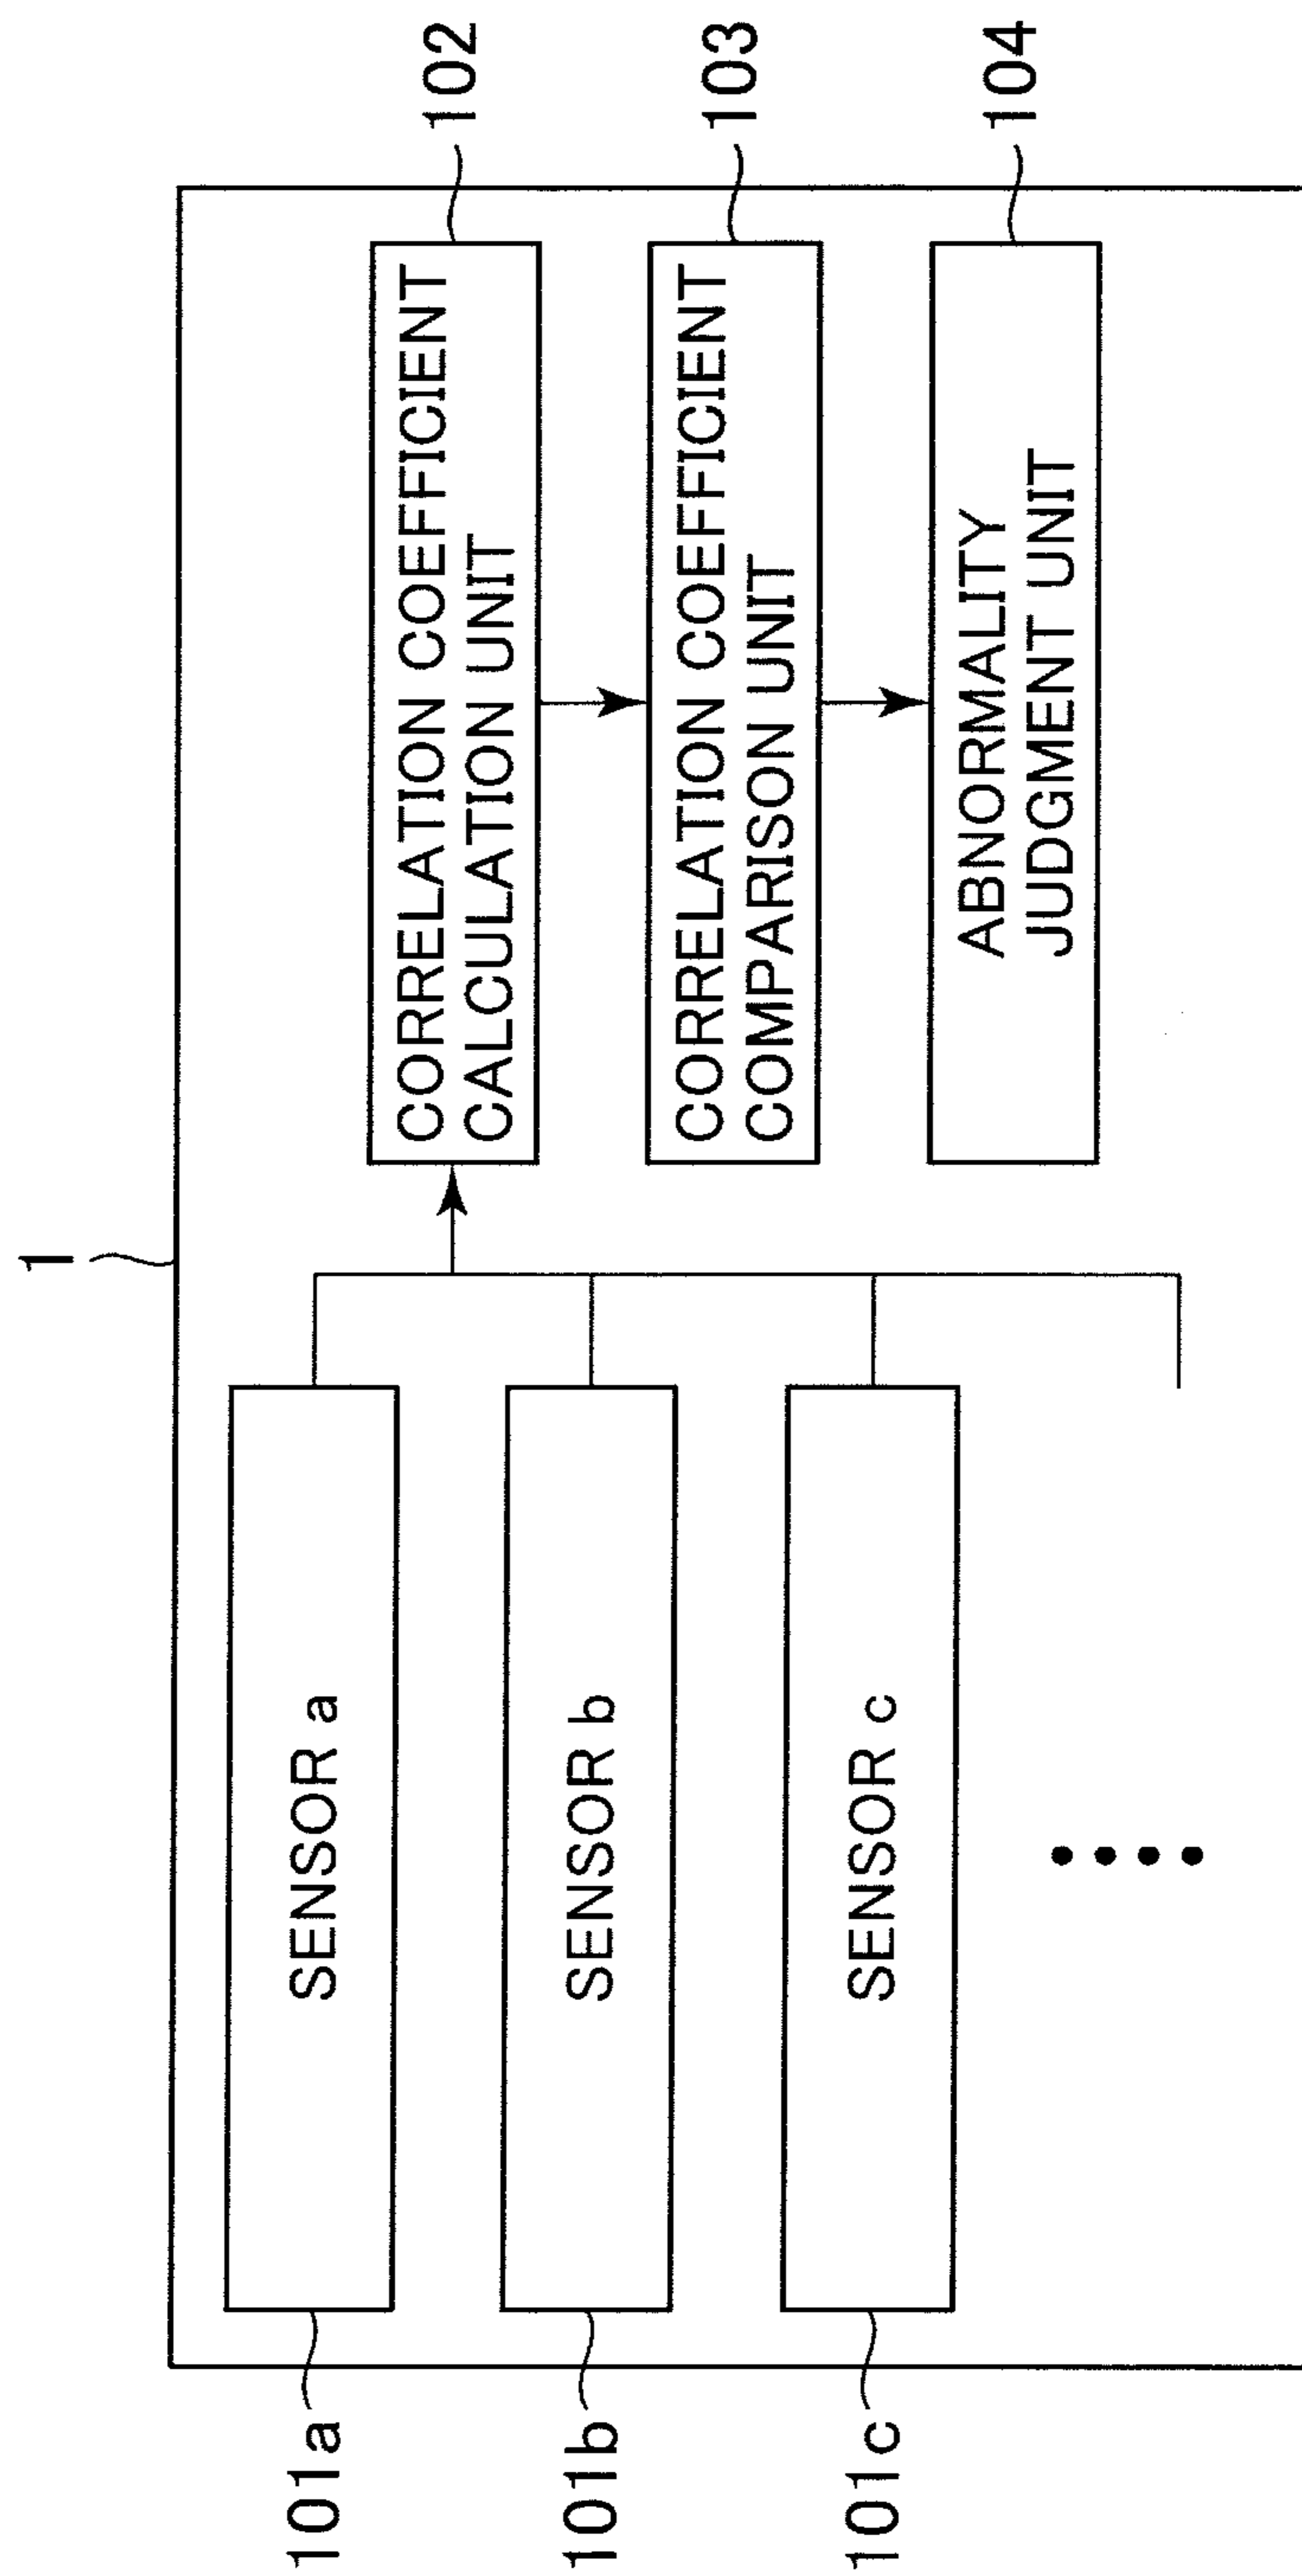 1
101a
SENSOR a
101b
SENSOR b
101c
SENSOR c
CORRELATION COEFFICIENT
CALCULATION UNIT
102
CORRELATION COEFFICIENT
COMPARISON UNIT
103
ABNORMALITY
JUDGMENT UNIT
104